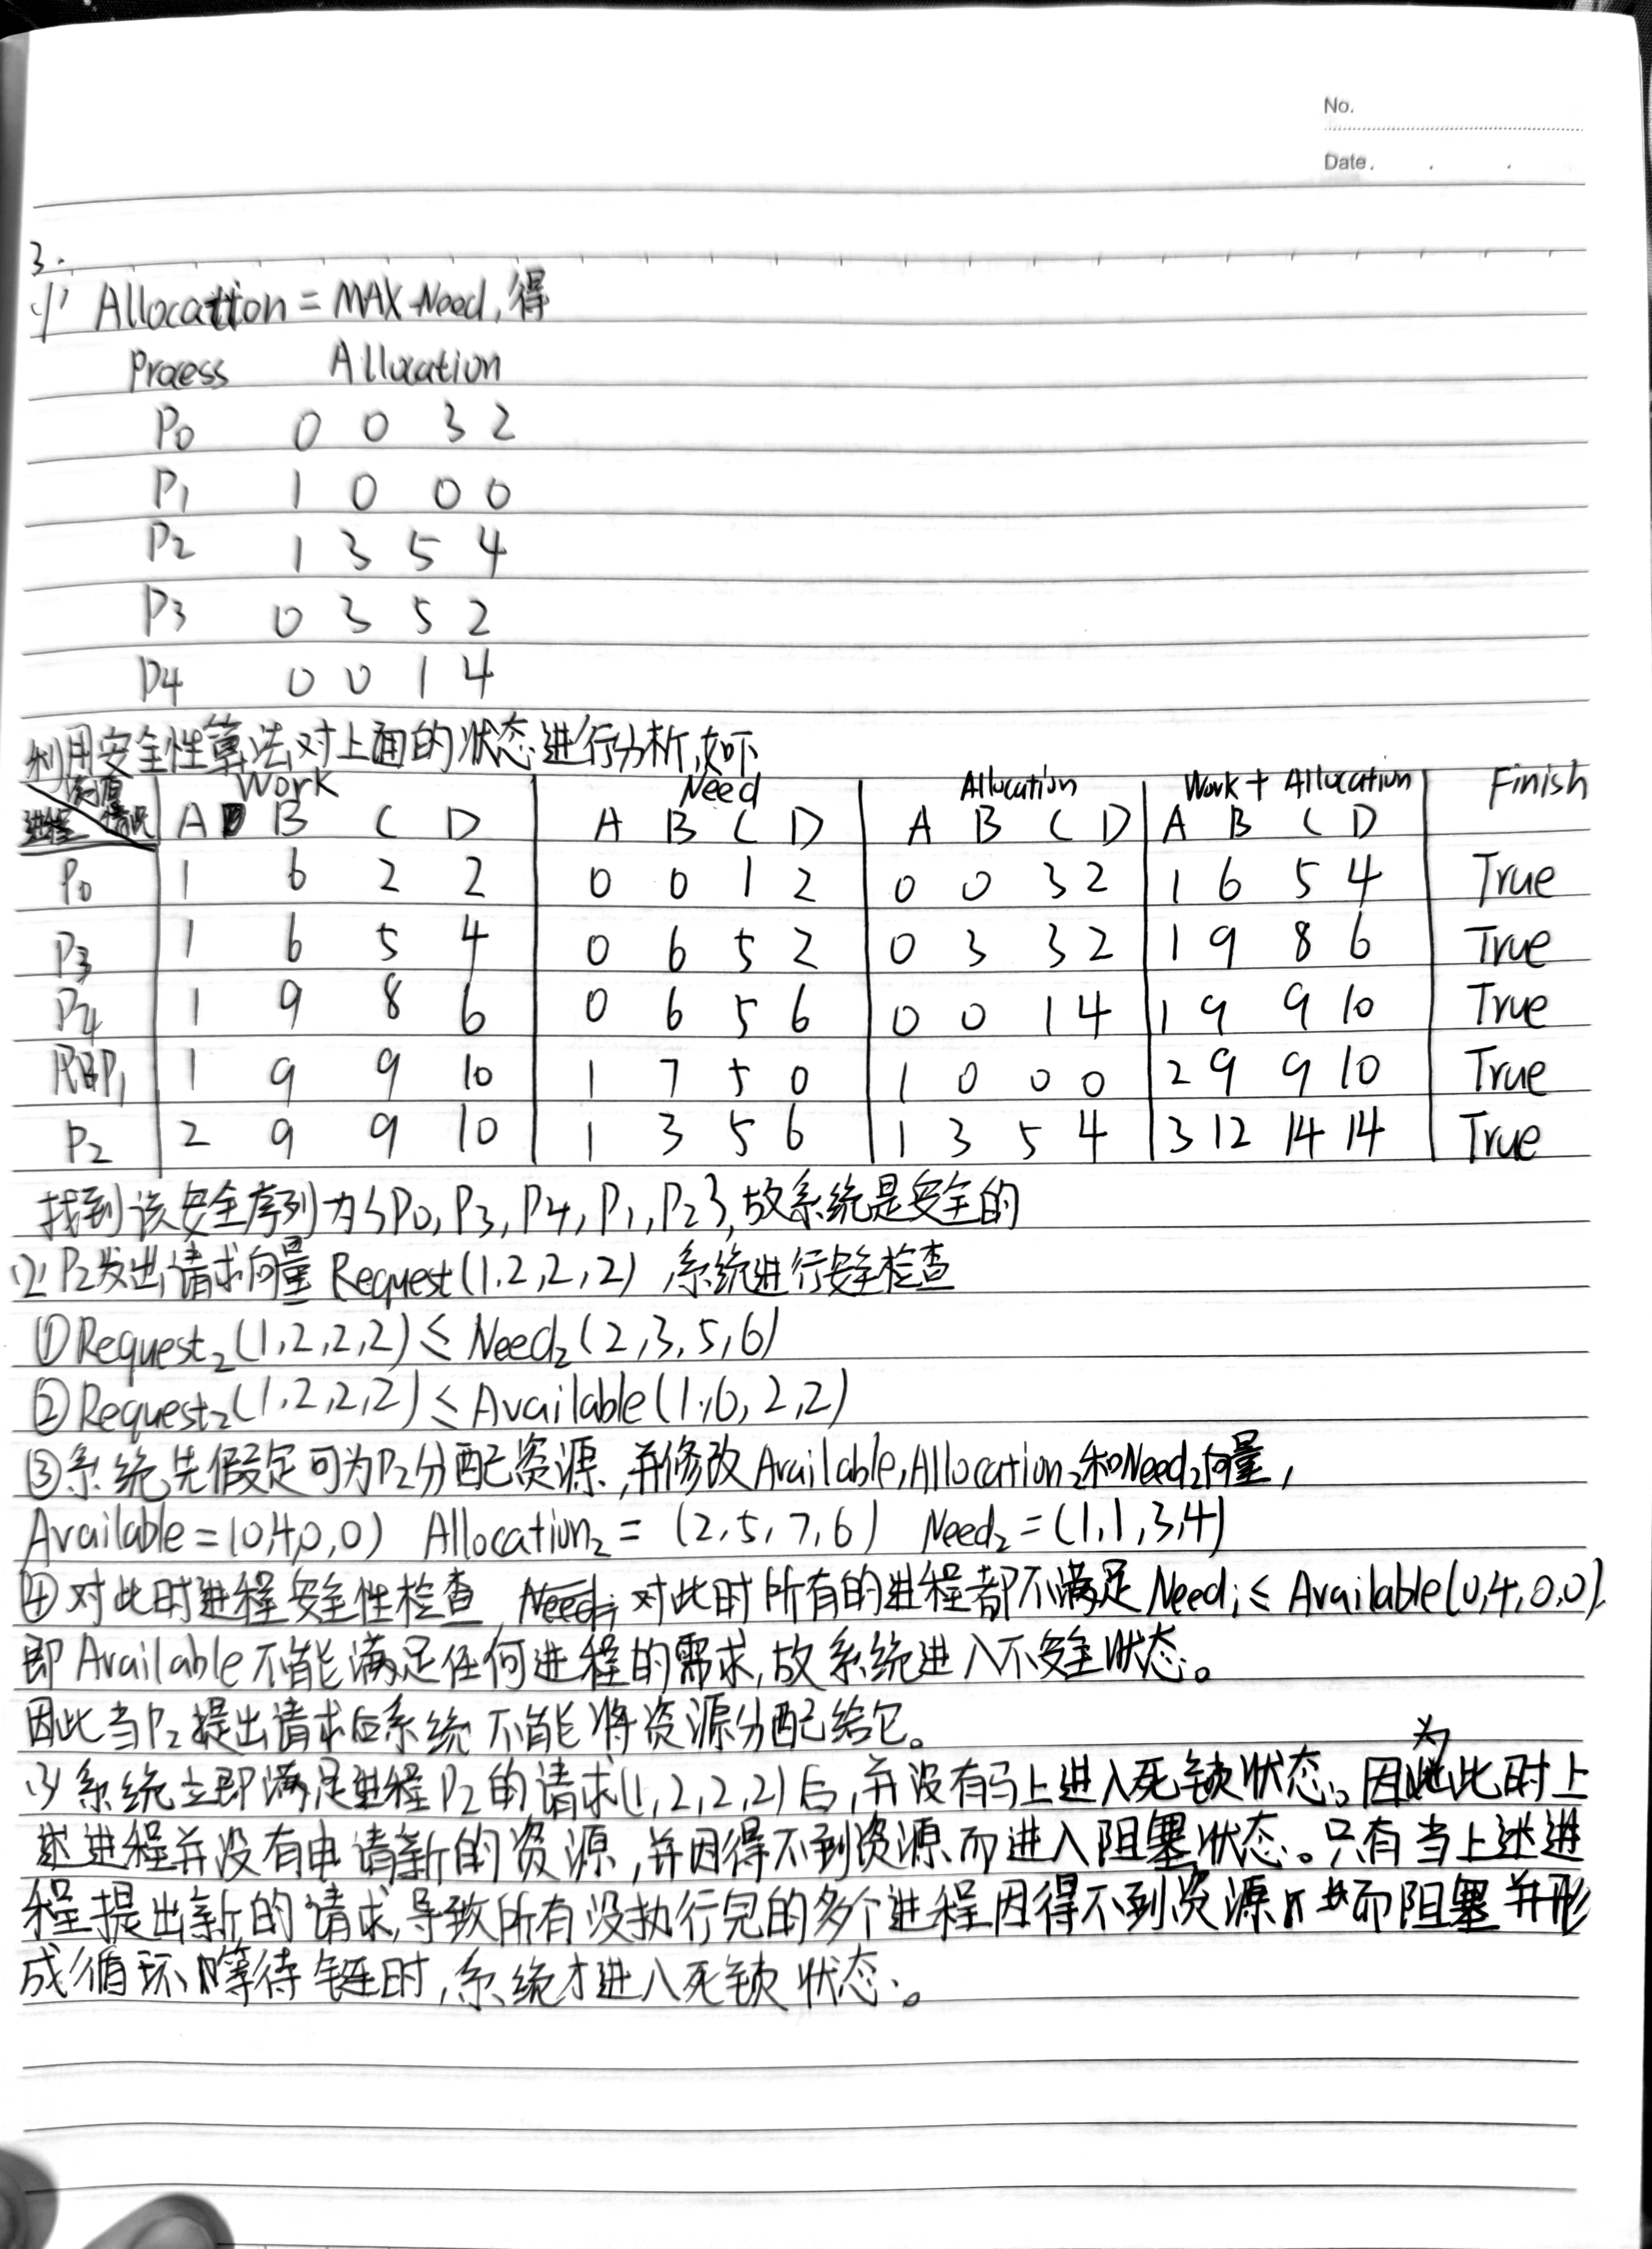 No.
Date.
3.
(1) Allocation = MAX-Need, 得
Process Allocation
P0 0 0 3 2
P1 1 0 0 0
P2 1 3 5 4
P3 0 3 5 2
P4 0 0 1 4
利用安全性算法对上面的状态进行分析,如下
资源情况 进程 Work Need Allocation Work + Allocation Finish
A B C D A B C D A B C D A B C D
P0 1 6 2 2 0 0 1 2 0 0 3 2 1 6 5 4 True
P3 1 6 5 4 0 6 5 2 0 3 3 2 1 9 8 6 True
P4 1 9 8 6 0 6 5 6 0 0 1 4 1 9 9 10 True
P1 1 9 9 10 1 7 5 0 1 0 0 0 2 9 9 10 True
P2 2 9 9 10 1 3 5 6 1 3 5 4 3 12 14 14 True
找到该安全序列为{P0, P3, P4, P1, P2}, 故系统是安全的
(2) P2发出请求向量 Request(1,2,2,2) ,系统进行安全检查
①Request2(1,2,2,2) ≤ Need2(2,3,5,6)
②Request2(1,2,2,2) ≤ Available(1,6,2,2)
③系统先假定可为P2分配资源,并修改Available,Allocation2和Need2向量,
Available=(0,4,0,0) Allocation2 = (2,5,7,6) Need2 = (1,1,3,4)
④对此时进程安全性检查,对此时所有的进程都不满足Needi ≤ Available(0,4,0,0).
即Available不能满足任何进程的需求,故系统进入不安全状态。
因此当P2提出请求后系统不能将资源分配给它。
(3) 系统立即满足进程P2的请求(1,2,2,2)后,并没有马上进入死锁状态。因为此时上
述进程并没有申请新的资源,并因得不到资源而进入阻塞状态。只有当上述进
程提出新的请求,导致所有没执行完的多个进程因得不到资源而阻塞并形
成循环等待链时,系统才进入死锁状态。